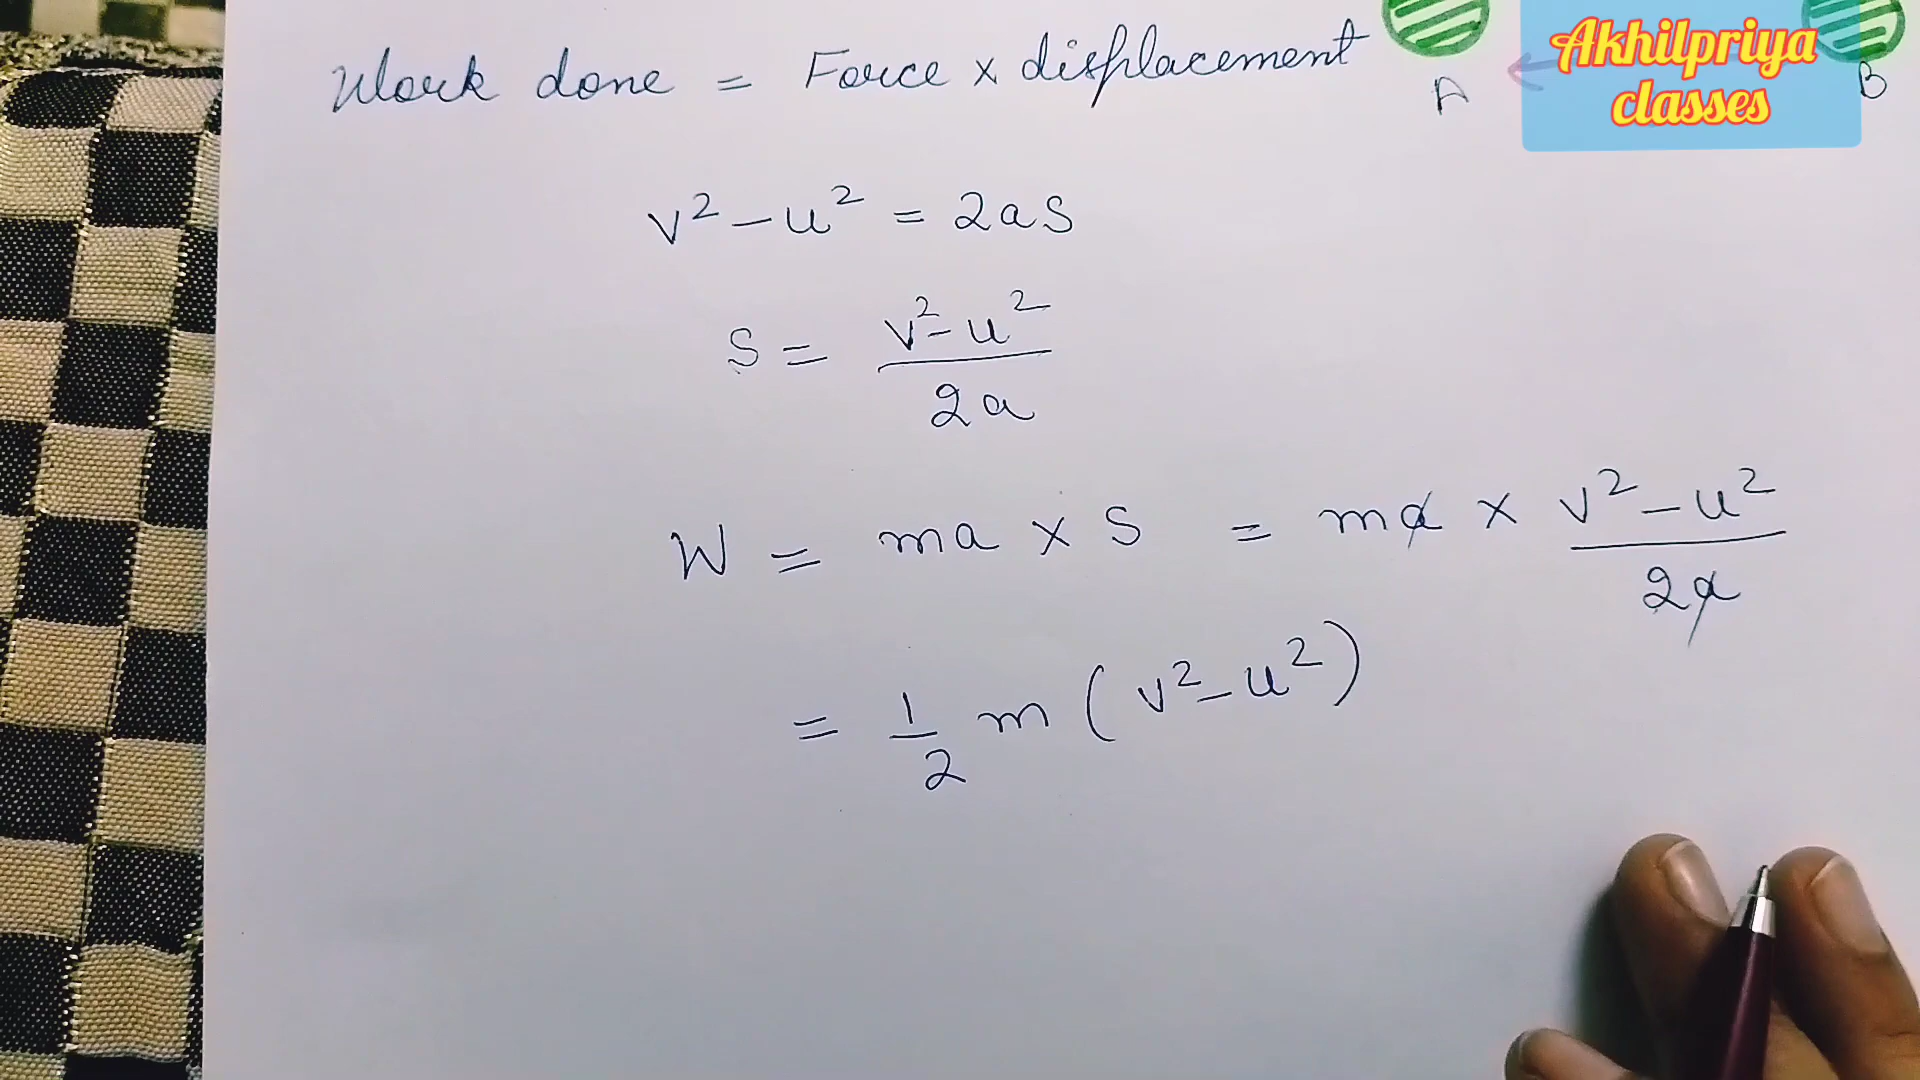 Work done = Force × displacement
A
B
Akhilpriya
classes
v² – u² = 2as
s = v² – u² / 2a
W = ma × s = ma × v² – u² / 2a
= 1/2 m (v² – u²)